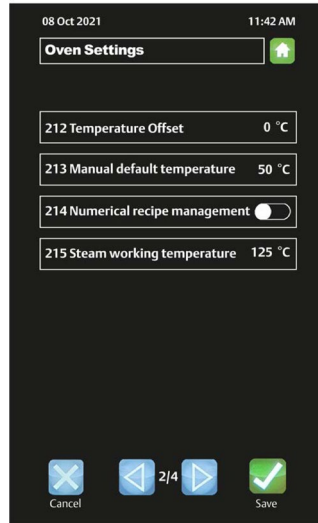 08 Oct 2021 11:42 AM
Oven Settings
212 Temperature Offset 0 °C
213 Manual default temperature 50 °C
214 Numerical recipe management
215 Steam working temperature 125 °C
2/4
Cancel Save